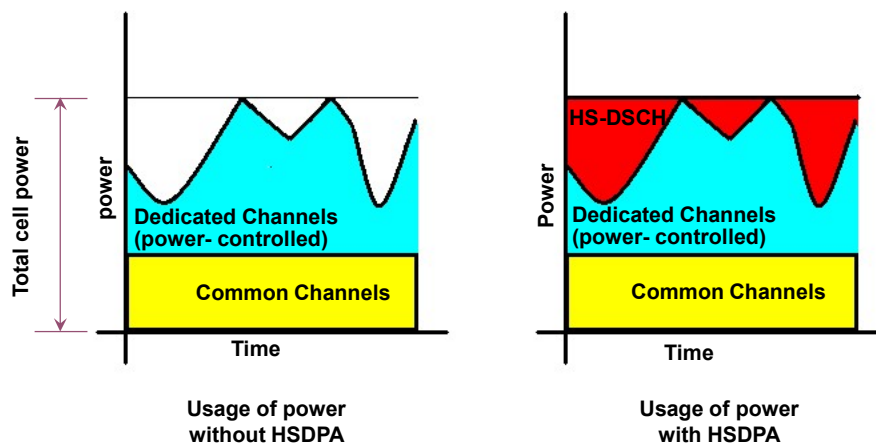 Total cell power
power
Dedicated Channels
(power- controlled)
Common Channels
Time
Usage of power
without HSDPA
Power
HS-DSCH
Dedicated Channels
(power- controlled)
Common Channels
Time
Usage of power
with HSDPA